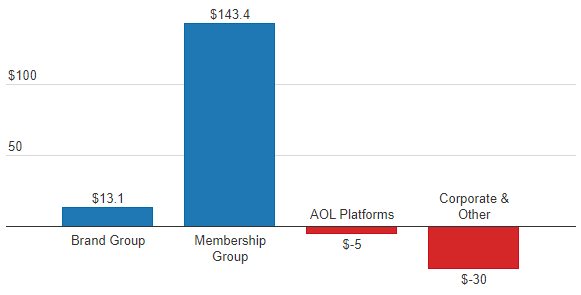 $143.4
$100
50
$13.1
Brand Group
Membership
Group
AOL Platforms
$-5
Corporate &
Other
$-30